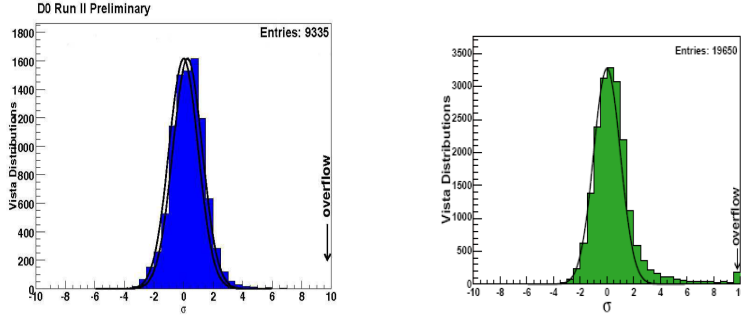 D0 Run II Preliminary
Entries: 9335
Vista Distributions
1800
1600
1400
1200
1000
800
600
400
200
0
-10 -8 -6 -4 -2 0 2 4 6 8 10
σ
overflow
Entries: 19650
Vista Distributions
3500
3000
2500
2000
1500
1000
500
0
-10 -8 -6 -4 -2 0 2 4 6 8 10
σ
overflow